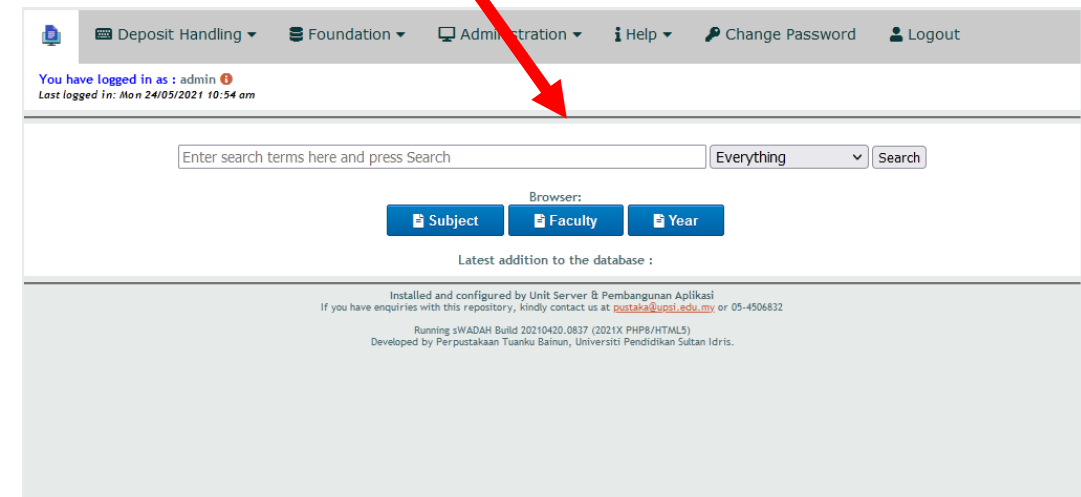 Deposit Handling Foundation Administration Help Change Password Logout
You have logged in as : admin
Last logged in: Mon 24/05/2021 10:54 am
Enter search terms here and press Search Everything Search
Browser:
Subject Faculty Year
Latest addition to the database :
Installed and configured by Unit Server & Pembangunan Aplikasi
If you have enquiries with this repository, kindly contact us at pustaka@upsi.edu.my or 05-4506832
Running sWADAH Build 20210420.0837 (2021X PHP8/HTML5)
Developed by Perpustakaan Tuanku Bainun, Universiti Pendidikan Sultan Idris.